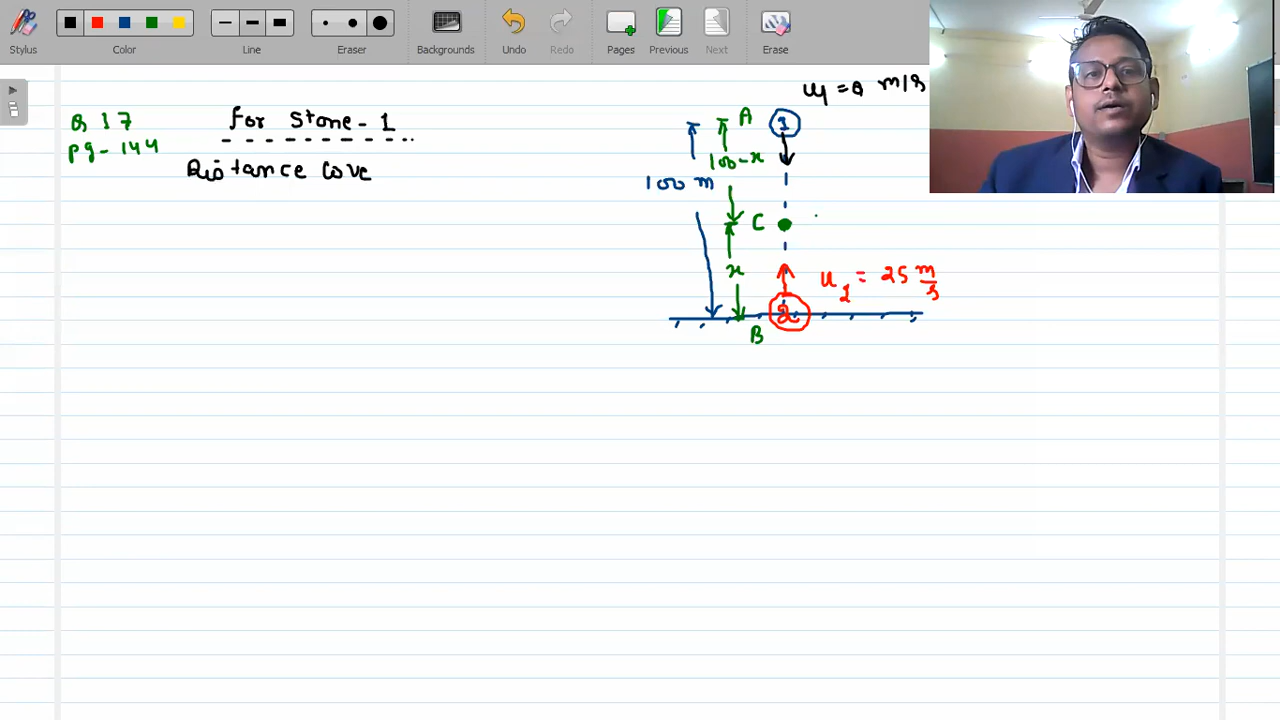 Stylus
Color
Line
Eraser
Backgrounds
Undo
Redo
Pages
Previous
Next
Erase
Q 17
Pg-144
For Stone-1
Distance Cove
u1 = 0 m/s
A
1
100-x
100 m
C
x
u2 = 25 m/s
2
B